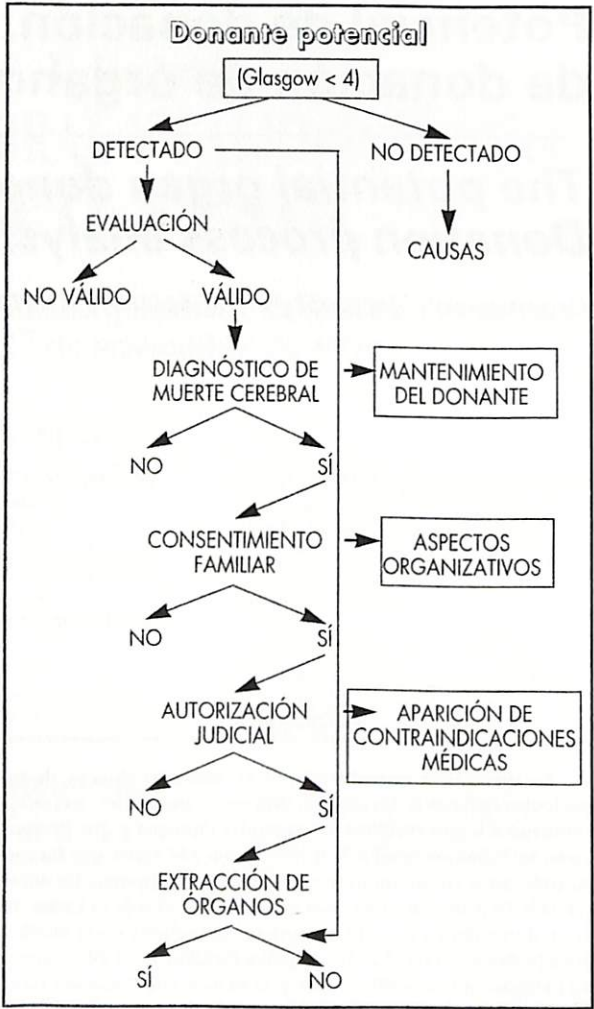 Donante potencial
(Glasgow < 4)
DETECTADO
NO DETECTADO
EVALUACIÓN
CAUSAS
NO VÁLIDO
VÁLIDO
DIAGNÓSTICO DE
MUERTE CEREBRAL
MANTENIMIENTO
DEL DONANTE
NO
SÍ
CONSENTIMIENTO
FAMILIAR
ASPECTOS
ORGANIZATIVOS
NO
SÍ
AUTORIZACIÓN
JUDICIAL
APARICIÓN DE
CONTRAINDICACIONES
MÉDICAS
NO
SÍ
EXTRACCIÓN DE
ÓRGANOS
SÍ
NO